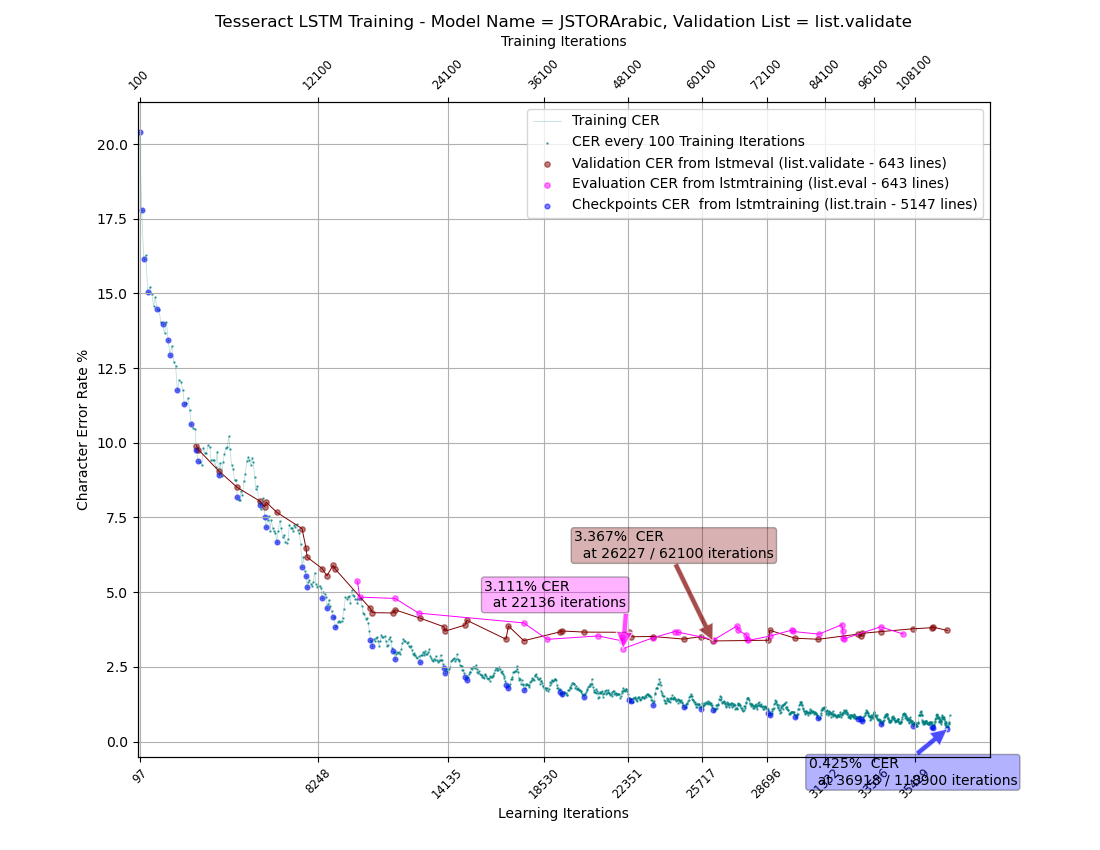 Tesseract LSTM Training - Model Name = JSTORArabic, Validation List = list.validate
Training Iterations
100
12100
24100
36100
48100
60100
72100
84100
96100
108100
Training CER
CER every 100 Training Iterations
Validation CER from lstmeval (list.validate - 643 lines)
Evaluation CER from lstmtraining (list.eval - 643 lines)
Checkpoints CER  from lstmtraining (list.train - 5147 lines)
Character Error Rate %
20.0
17.5
15.0
12.5
10.0
7.5
5.0
2.5
0.0
3.367%  CER
at 26227 / 62100 iterations
3.111% CER
at 22136 iterations
0.425%  CER
at 36918 / 118900 iterations
97
8248
14135
18530
22351
25717
28696
Learning Iterations